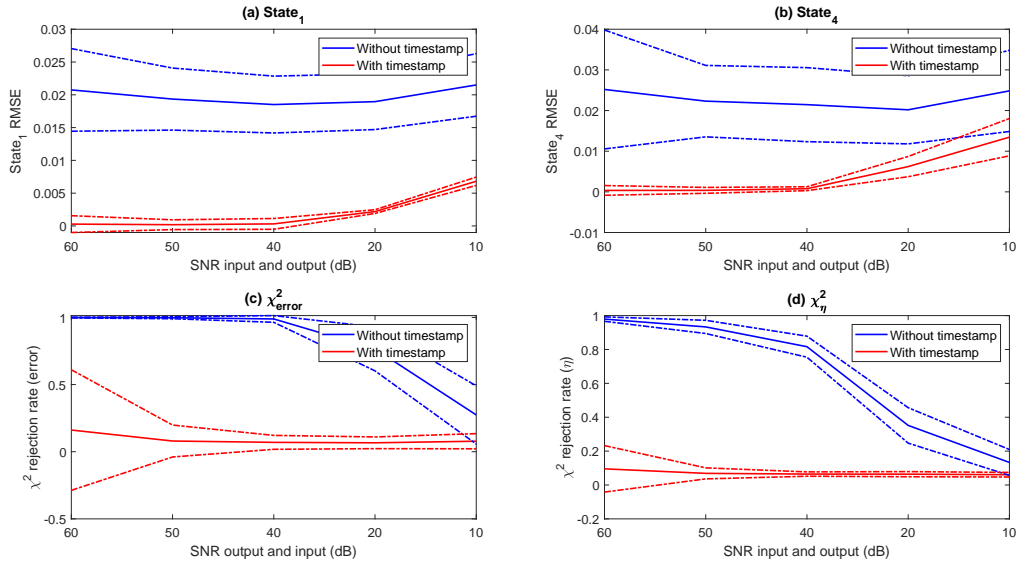 (a) State₁
0.03
0.025
0.02
0.015
0.01
0.005
0
State₁ RMSE
Without timestamp
With timestamp
60 50 40 20 10
SNR input and output (dB)
(b) State₄
0.04
0.03
0.02
0.01
0
-0.01
State₄ RMSE
Without timestamp
With timestamp
60 50 40 20 10
SNR input and output (dB)
(c) χ²error
1
0.5
0
-0.5
χ² rejection rate (error)
Without timestamp
With timestamp
60 50 40 20 10
SNR output and input (dB)
(d) χ²η
1
0.8
0.6
0.4
0.2
0
-0.2
χ² rejection rate (η)
Without timestamp
With timestamp
60 50 40 20 10
SNR input and output (dB)